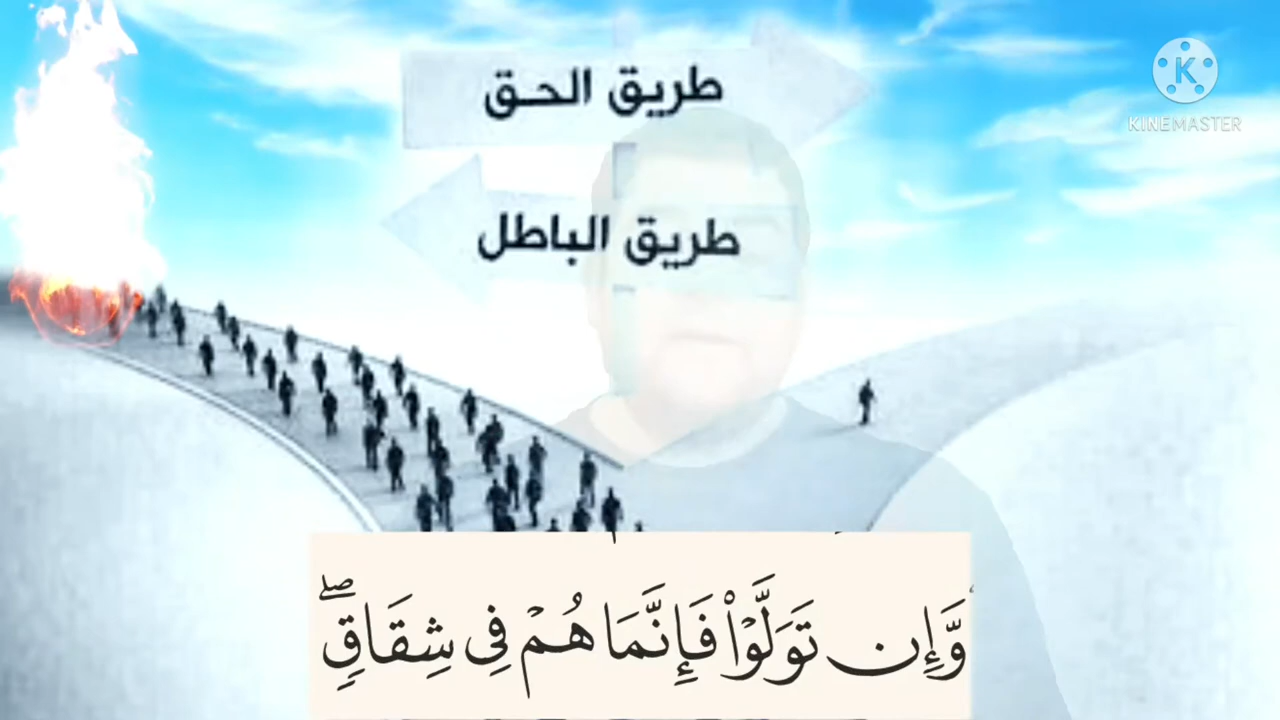 طريق الحق
طريق الباطل
K
KINEMASTER
وَّإِن تَوَلَّوْا۟ فَإِنَّمَا هُمْ فِى شِقَاقٍۢ ۖ